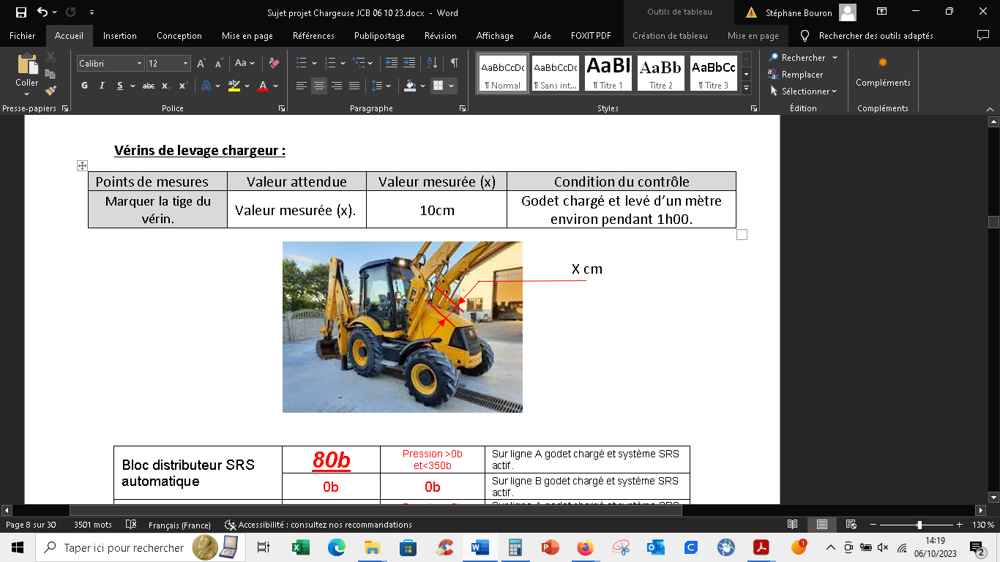 Sujet projet Chargeuse JCB 06 10 23.docx - Word
Outils de tableau
Stéphane Bouron
Fichier
Accueil
Insertion
Conception
Mise en page
Références
Publipostage
Révision
Affichage
Aide
FOXIT PDF
Création de tableau
Mise en page
Rechercher des outils adaptés
Coller
Calibri
12
Aa
G I S abc x₂ x²
AaBbCcDc
¶ Normal
AaBbCcDc
¶ Sans int...
AaBl
¶ Titre 1
AaBb
Titre 2
AaBbCc
¶ Titre 3
Rechercher
Remplacer
Sélectionner
Compléments
Presse-papiers
Police
Paragraphe
Styles
Édition
Compléments
Vérins de levage chargeur :
Points de mesures
Valeur attendue
Valeur mesurée (x)
Condition du contrôle
Marquer la tige du
vérin.
Valeur mesurée (x).
10cm
Godet chargé et levé d’un mètre
environ pendant 1h00.
X cm
Bloc distributeur SRS
automatique
80b
Pression >0b
et<350b
Sur ligne A godet chargé et système SRS
actif.
0b
0b
Sur ligne B godet chargé et système SRS
actif.
Page 8 sur 30
3501 mots
Français (France)
Accessibilité : consultez nos recommandations
130 %
Taper ici pour rechercher
1
14:19
06/10/2023
2